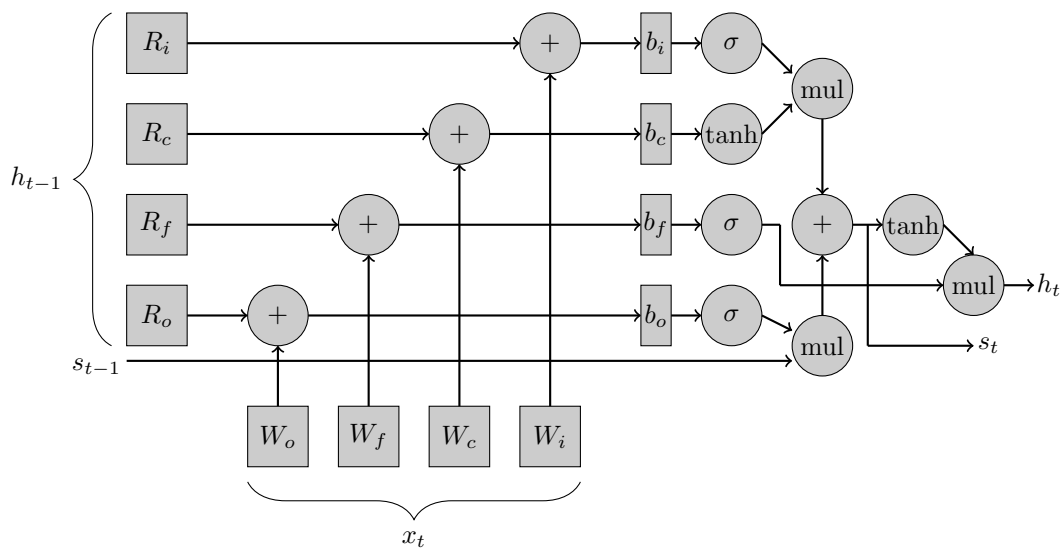 R_i + b_i σ
mul
R_c + b_c tanh
h_{t−1}
R_f + b_f σ + tanh
mul h_t
R_o + b_o σ
mul s_t
s_{t−1}
W_o W_f W_c W_i
x_t